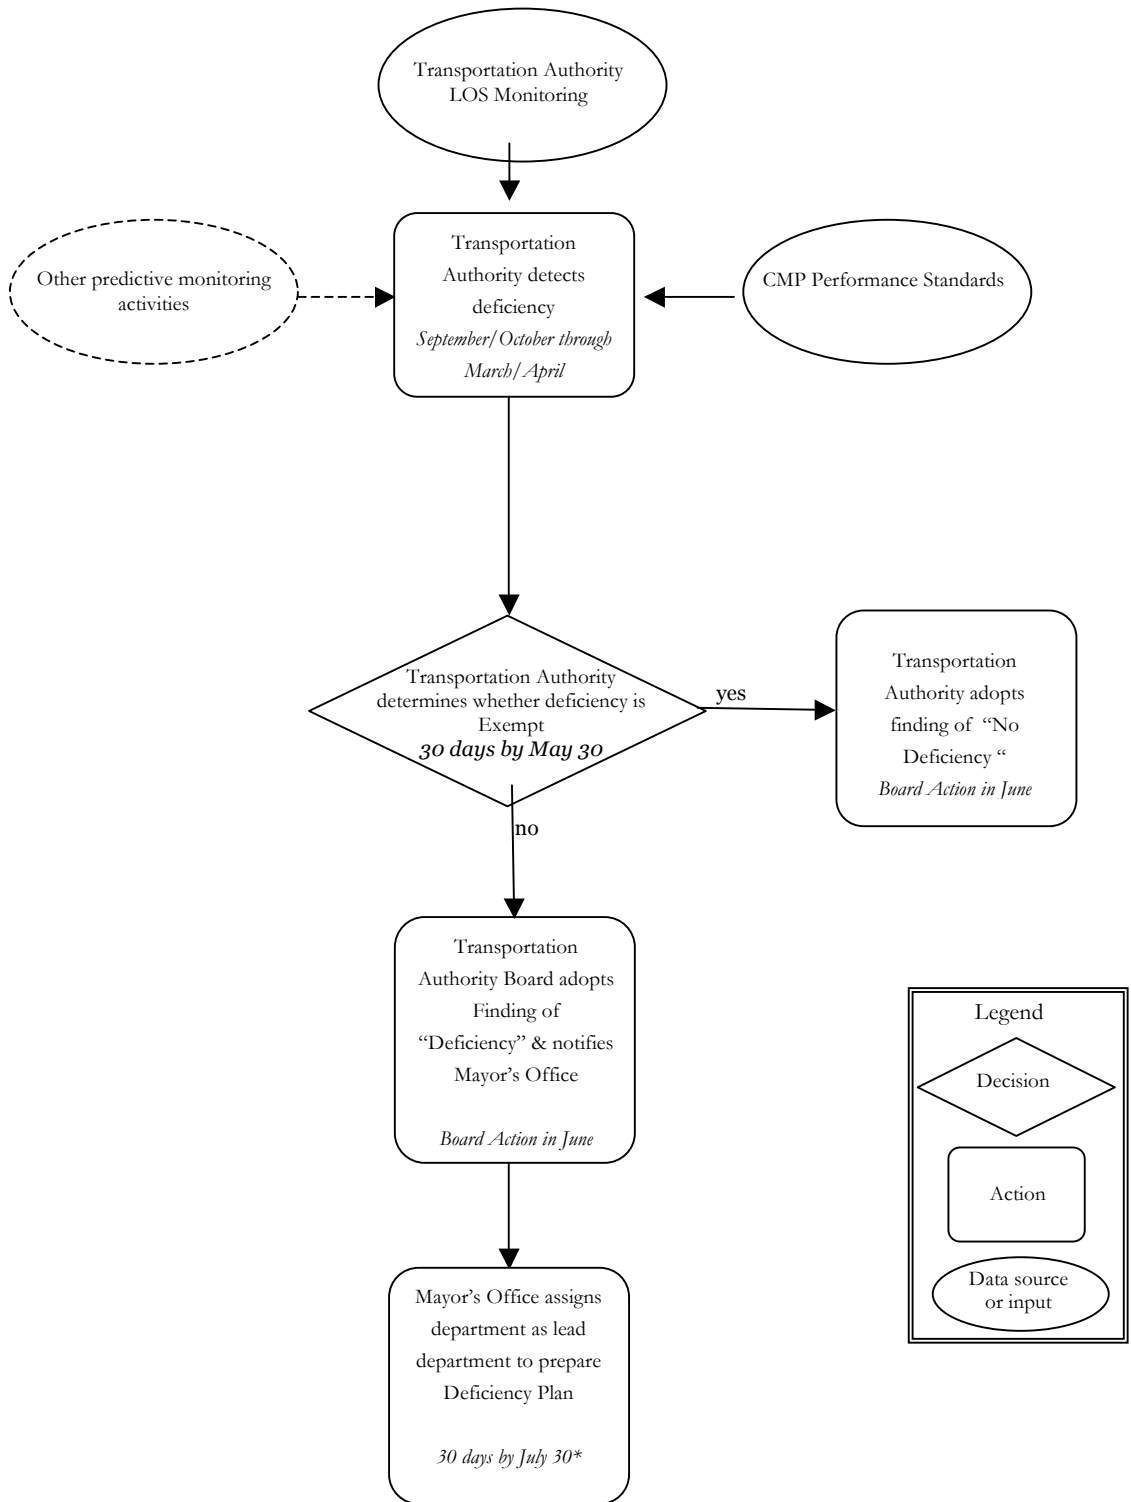 Transportation Authority
LOS Monitoring
Other predictive monitoring
activities
Transportation
Authority detects
deficiency
September/October through
March/April
CMP Performance Standards
Transportation Authority
determines whether deficiency is
Exempt
30 days by May 30
yes
Transportation
Authority adopts
finding of “No
Deficiency “
Board Action in June
no
Transportation
Authority Board adopts
Finding of
“Deficiency” & notifies
Mayor’s Office
Board Action in June
Legend
Decision
Action
Data source
or input
Mayor’s Office assigns
department as lead
department to prepare
Deficiency Plan
30 days by July 30*